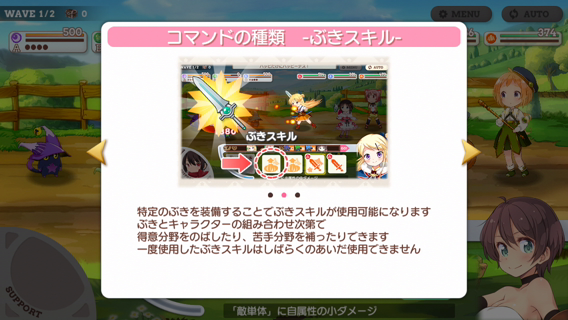 WAVE 1/2
0
MENU
AUTO
500
374
コマンドの種類 -ぶきスキル-
AUTO
ぶきスキル
特定のぶきを装備することでぶきスキルが使用可能になります
ぶきとキャラクターの組み合わせ次第で
得意分野をのばしたり、苦手分野を補ったりできます
一度使用したぶきスキルはしばらくのあいだ使用できません
SUPPORT
「敵単体」に自属性の小ダメージ